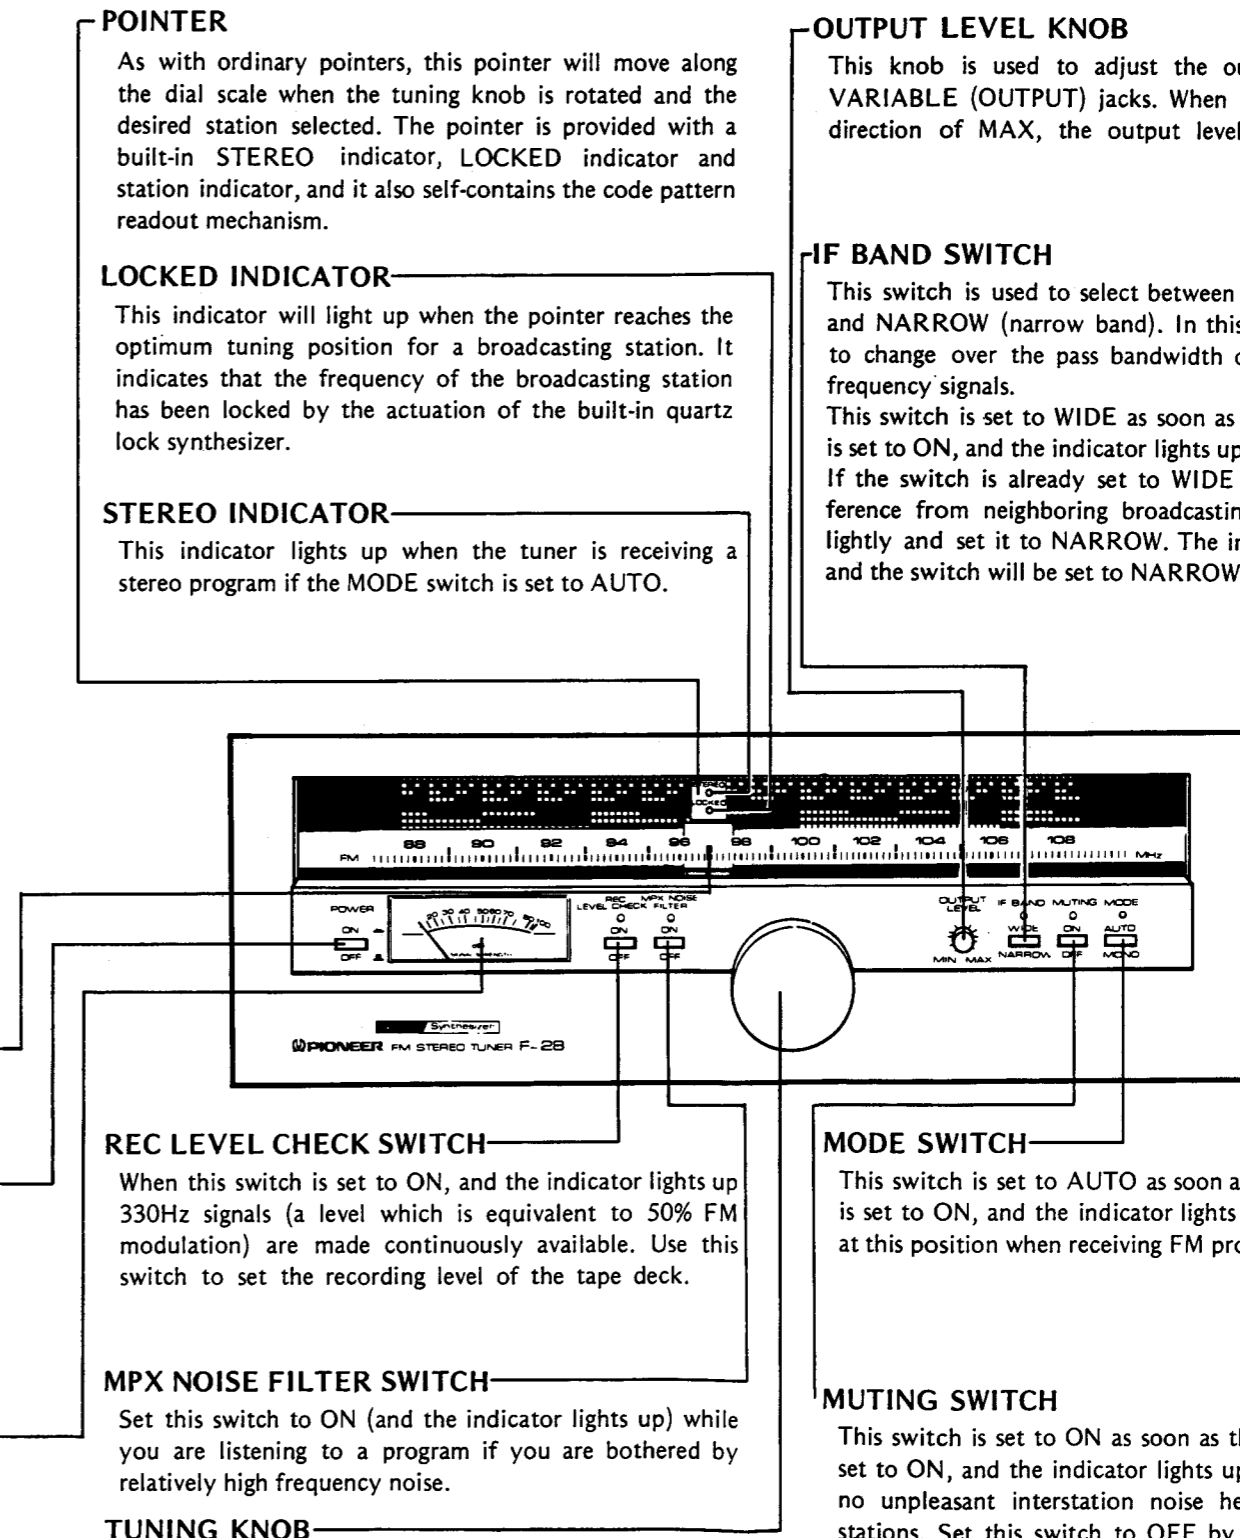 POINTER
As with ordinary pointers, this pointer will move along
the dial scale when the tuning knob is rotated and the
desired station selected. The pointer is provided with a
built-in STEREO indicator, LOCKED indicator and
station indicator, and it also self-contains the code pattern
readout mechanism.
LOCKED INDICATOR
This indicator will light up when the pointer reaches the
optimum tuning position for a broadcasting station. It
indicates that the frequency of the broadcasting station
has been locked by the actuation of the built-in quartz
lock synthesizer.
STEREO INDICATOR
This indicator lights up when the tuner is receiving a
stereo program if the MODE switch is set to AUTO.
OUTPUT LEVEL KNOB
This knob is used to adjust the
VARIABLE (OUTPUT) jacks. When
direction of MAX, the output level
IF BAND SWITCH
This switch is used to select between
and NARROW (narrow band). In this
to change over the pass bandwidth
frequency signals.
This switch is set to WIDE as soon as
is set to ON, and the indicator lights up
If the switch is already set to WIDE
ference from neighboring broadcastin
lightly and set it to NARROW. The
and the switch will be set to NARROW
STEREO
LOCKED
88 90 92 94 96 98 100 102 104 106 108
FM MHz
POWER
ON
OFF
20 30 40 50 60 70 80 100
SIGNAL STRENGTH
REC LEVEL CHECK
ON
OFF
MPX NOISE FILTER
ON
OFF
OUTPUT LEVEL
MIN MAX
IF BAND
WIDE
NARROW
MUTING
ON
OFF
MODE
AUTO
MONO
Synthesizer
PIONEER FM STEREO TUNER F-28
REC LEVEL CHECK SWITCH
When this switch is set to ON, and the indicator lights up
330Hz signals (a level which is equivalent to 50% FM
modulation) are made continuously available. Use this
switch to set the recording level of the tape deck.
MPX NOISE FILTER SWITCH
Set this switch to ON (and the indicator lights up) while
you are listening to a program if you are bothered by
relatively high frequency noise.
TUNING KNOB
MODE SWITCH
This switch is set to AUTO as soon a
is set to ON, and the indicator lights
at this position when receiving FM pro
MUTING SWITCH
This switch is set to ON as soon as
set to ON, and the indicator lights up
no unpleasant interstation noise he
stations. Set this switch to OFF by